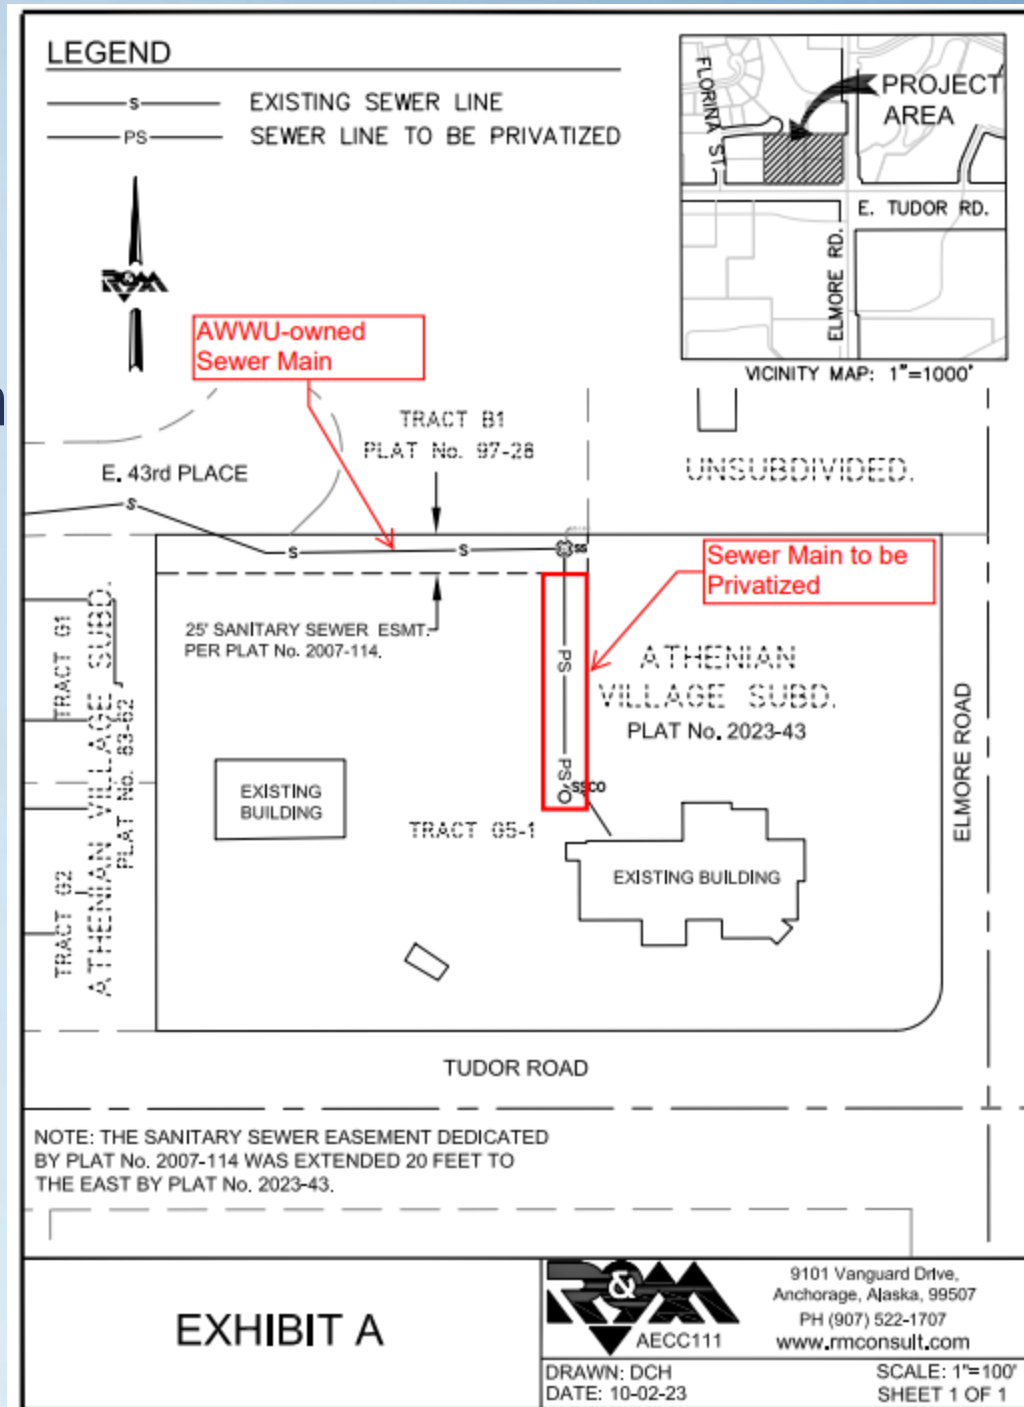 LEGEND
S EXISTING SEWER LINE
PS SEWER LINE TO BE PRIVATIZED
R&M
FLORINA ST.
PROJECT
AREA
E. TUDOR RD.
ELMORE RD.
VICINITY MAP: 1"=1000'
AWWU-owned
Sewer Main
TRACT B1
PLAT No. 97-28
UNSUBDIVIDED.
E. 43rd PLACE
S
S
S
SS
Sewer Main to be
Privatized
25' SANITARY SEWER ESMT.
PER PLAT No. 2007-114.
PS
PS
SSCO
ATHENIAN
VILLAGE SUBD.
PLAT No. 2023-43
TRACT G1
TRACT G2
ATHENIAN VILLAGE SUBD.
PLAT No. 83-62
EXISTING
BUILDING
TRACT G5-1
EXISTING BUILDING
ELMORE ROAD
TUDOR ROAD
NOTE: THE SANITARY SEWER EASEMENT DEDICATED
BY PLAT No. 2007-114 WAS EXTENDED 20 FEET TO
THE EAST BY PLAT No. 2023-43.
EXHIBIT A
R&M
AECC111
9101 Vanguard Drive,
Anchorage, Alaska, 99507
PH (907) 522-1707
www.rmconsult.com
DRAWN: DCH
DATE: 10-02-23
SCALE: 1"=100'
SHEET 1 OF 1